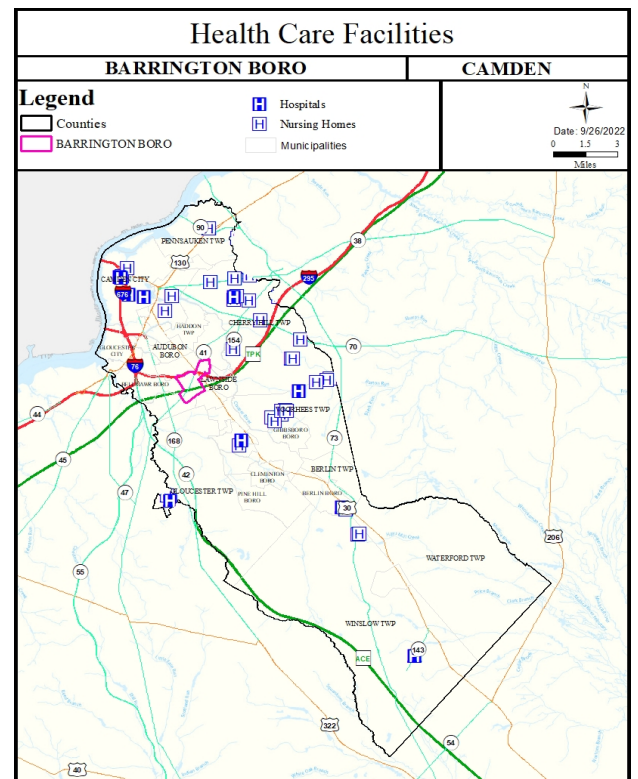 Health Care Facilities
BARRINGTON BORO
CAMDEN
Legend
Counties
BARRINGTON BORO
H Hospitals
H Nursing Homes
Municipalities
N
Date: 9/26/2022
0 1.5 3
Miles
90
PENNSAUKEN TWP
130
38
295
676
HADDON
TWP
CHERRY HILL TWP
GLOUCESTER
CITY
AUDUBON
BORO
41
154
TPK
70
76
BORO
44
VOORHEES TWP
GIBBSBORO
BORO
73
168
45
42
BERLIN TWP
CLEMENTON
BORO
47
GLOUCESTER TWP
PINE HILL
BORO
BERLIN BORO
30
206
WATERFORD TWP
55
WINSLOW TWP
143
ACE
322
54
40